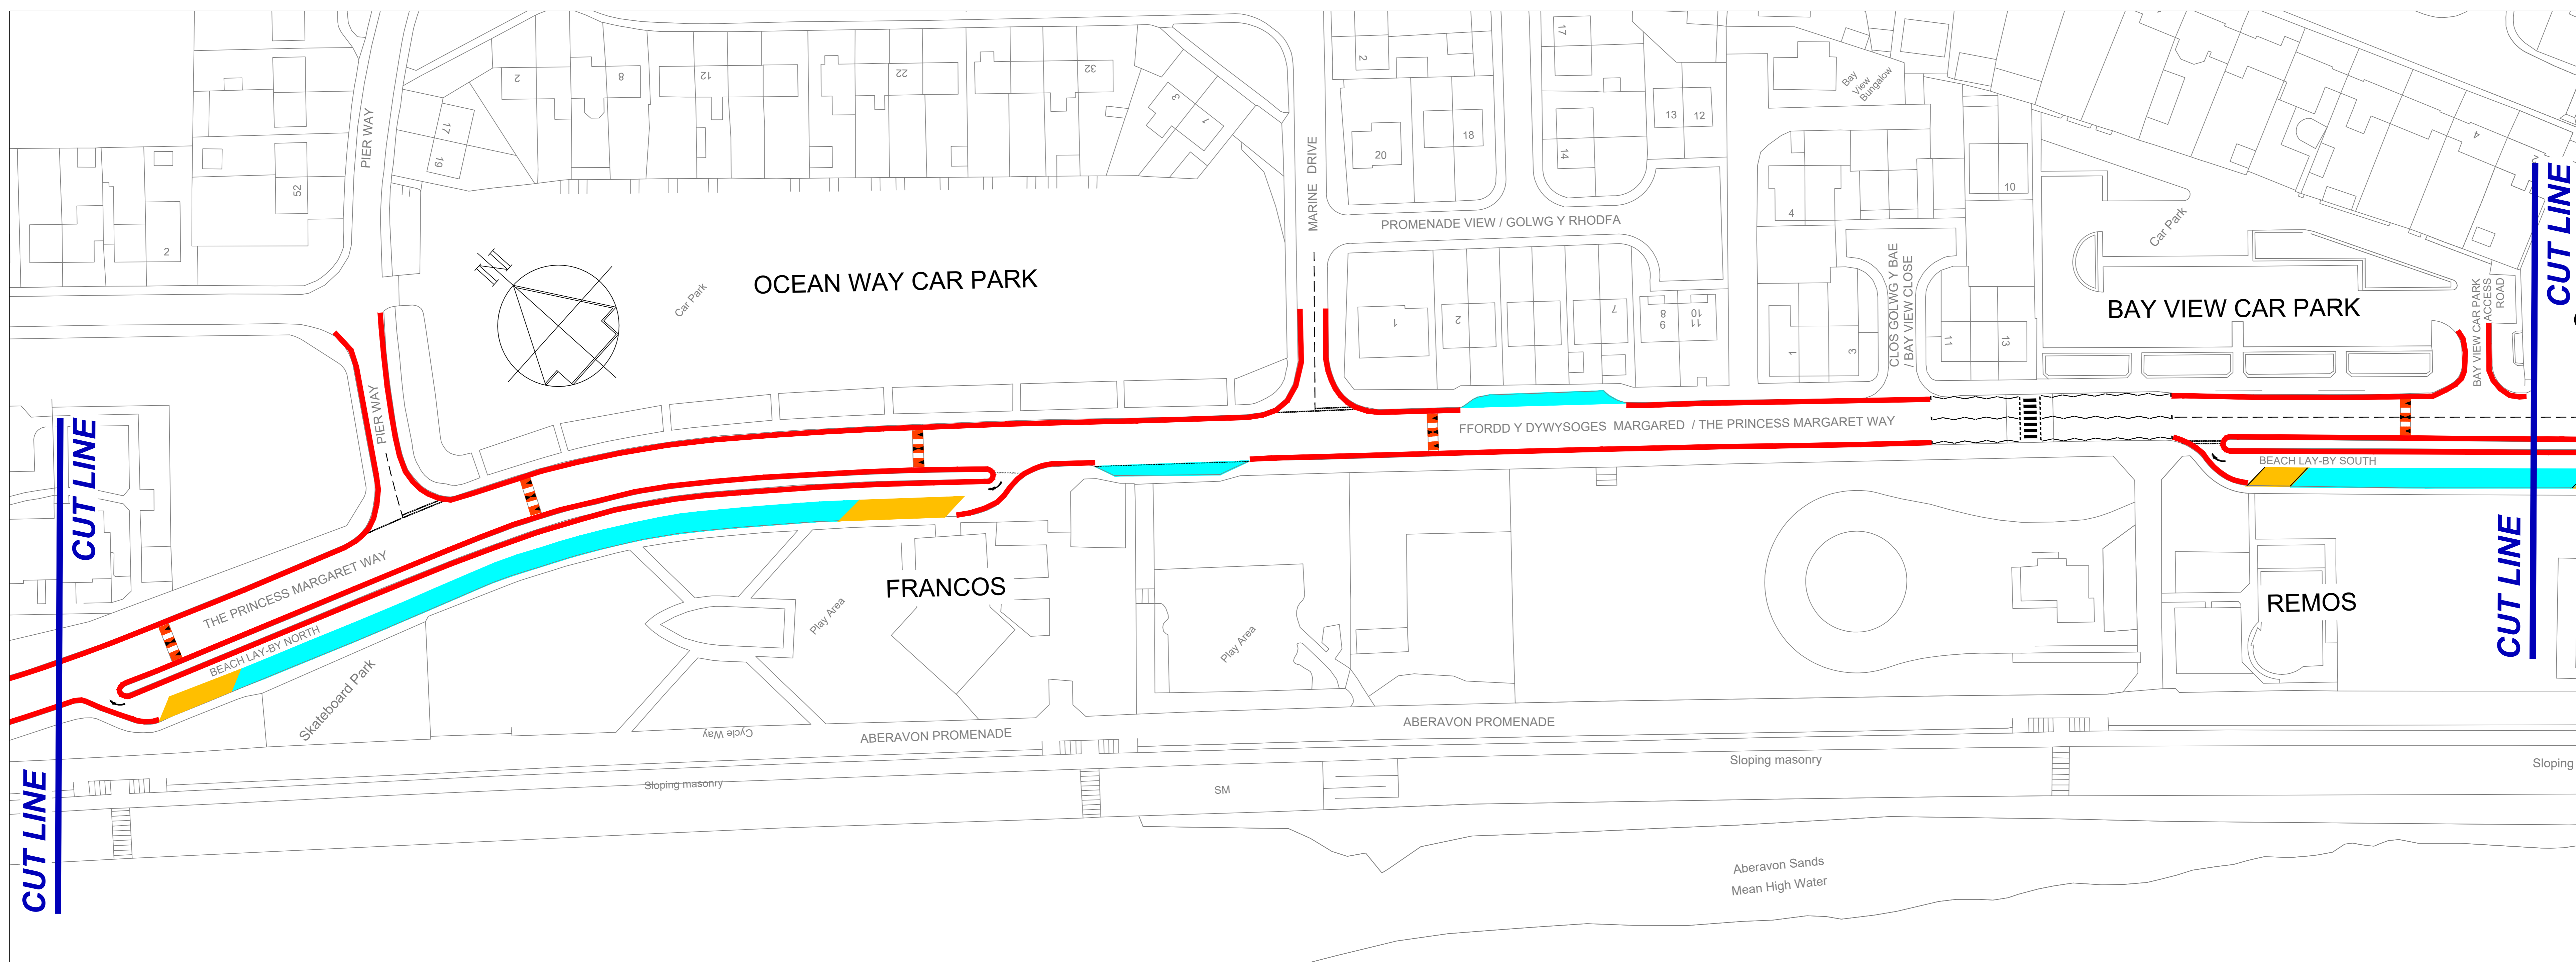 PIER WAY
17
19
2
8
12
22
32
3
7
52
2
MARINE DRIVE
2
20
18
17
14
13
12
Bay
View
Bungalow
4
10
4
Car Park
PROMENADE VIEW / GOLWG Y RHODFA
CLOS GOLWG Y BAE
/ BAY VIEW CLOSE
OCEAN WAY CAR PARK
Car Park
N
1
2
7
8
9
10
11
1
3
11
13
BAY VIEW CAR PARK
BAY VIEW CAR PARK
ACCESS
ROAD
CUT LINE
CUT LINE
PIER WAY
FFORDD Y DYWYSOGES MARGARED / THE PRINCESS MARGARET WAY
BEACH LAY-BY SOUTH
THE PRINCESS MARGARET WAY
BEACH LAY-BY NORTH
Skateboard Park
Play Area
FRANCOS
Play Area
REMOS
CUT LINE
Cycle Way
ABERAVON PROMENADE
ABERAVON PROMENADE
Sloping masonry
SM
Sloping masonry
Sloping
CUT LINE
Aberavon Sands
Mean High Water